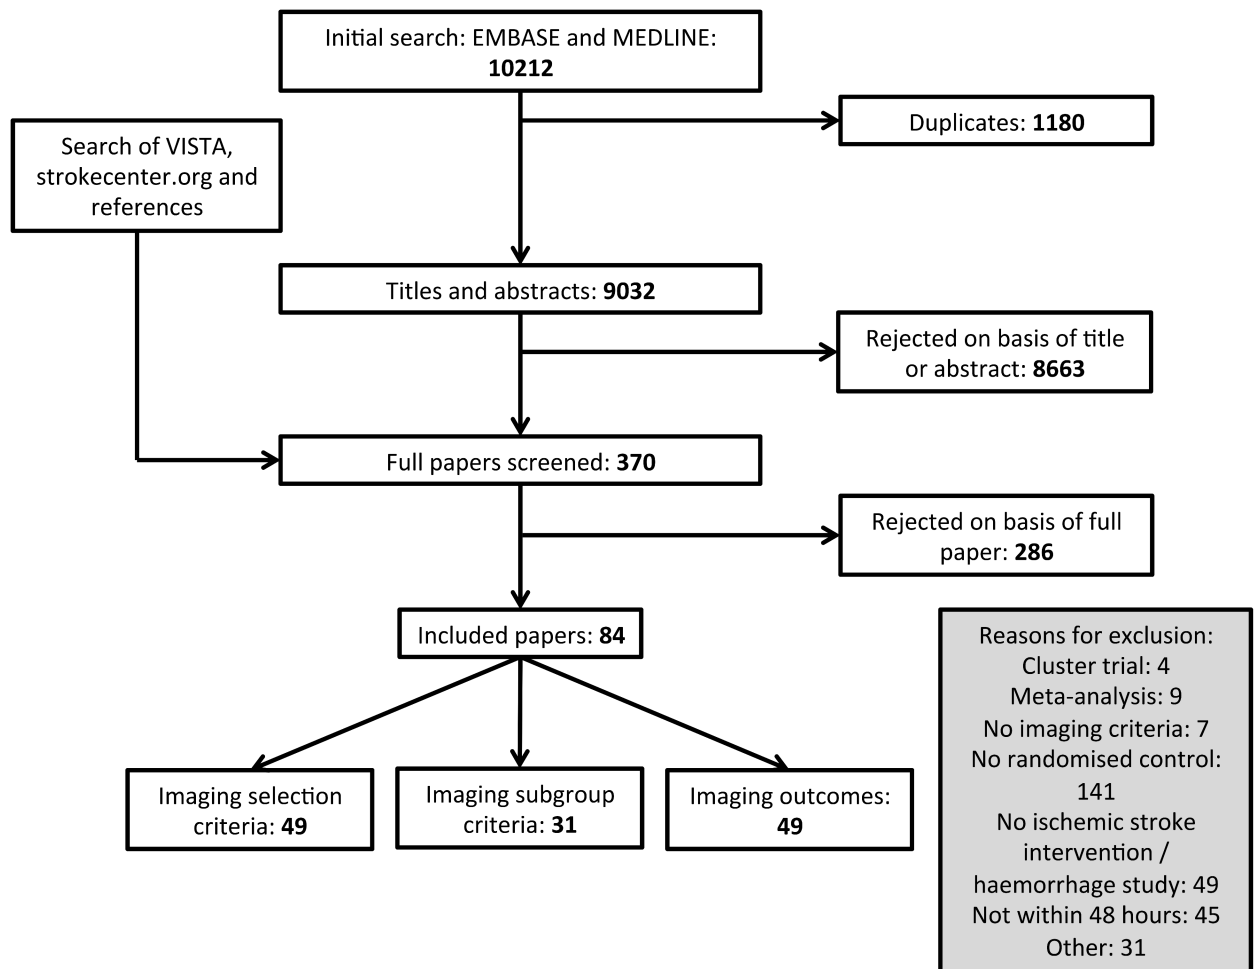 Initial search: EMBASE and MEDLINE:
10212
Duplicates: 1180
Search of VISTA,
strokecenter.org and
references
Titles and abstracts: 9032
Rejected on basis of title
or abstract: 8663
Full papers screened: 370
Rejected on basis of full
paper: 286
Included papers: 84
Imaging selection
criteria: 49
Imaging subgroup
criteria: 31
Imaging outcomes:
49
Reasons for exclusion:
Cluster trial: 4
Meta-analysis: 9
No imaging criteria: 7
No randomised control:
141
No ischemic stroke
intervention /
haemorrhage study: 49
Not within 48 hours: 45
Other: 31